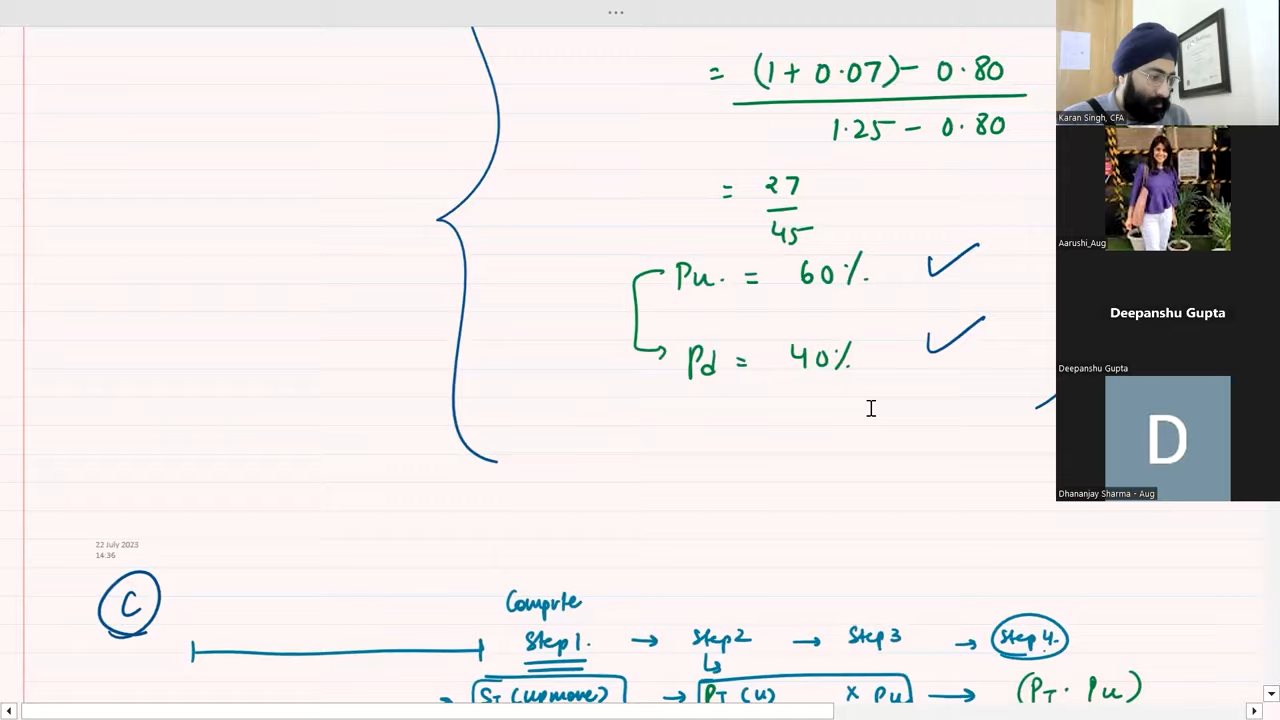 = (1 + 0.07) - 0.80
1.25 - 0.80
= 27
45
Pu. = 60%.
Pd = 40%
22 July 2023
14:36
C
Compute
Step 1. → Step 2 → Step 3 → Step 4.
= ST (upmove) → PT (u) × Pu → (PT . Pu)
Karan Singh, CFA
Aarushi_Aug
Deepanshu Gupta
Deepanshu Gupta
D
Dhananjay Sharma - Aug